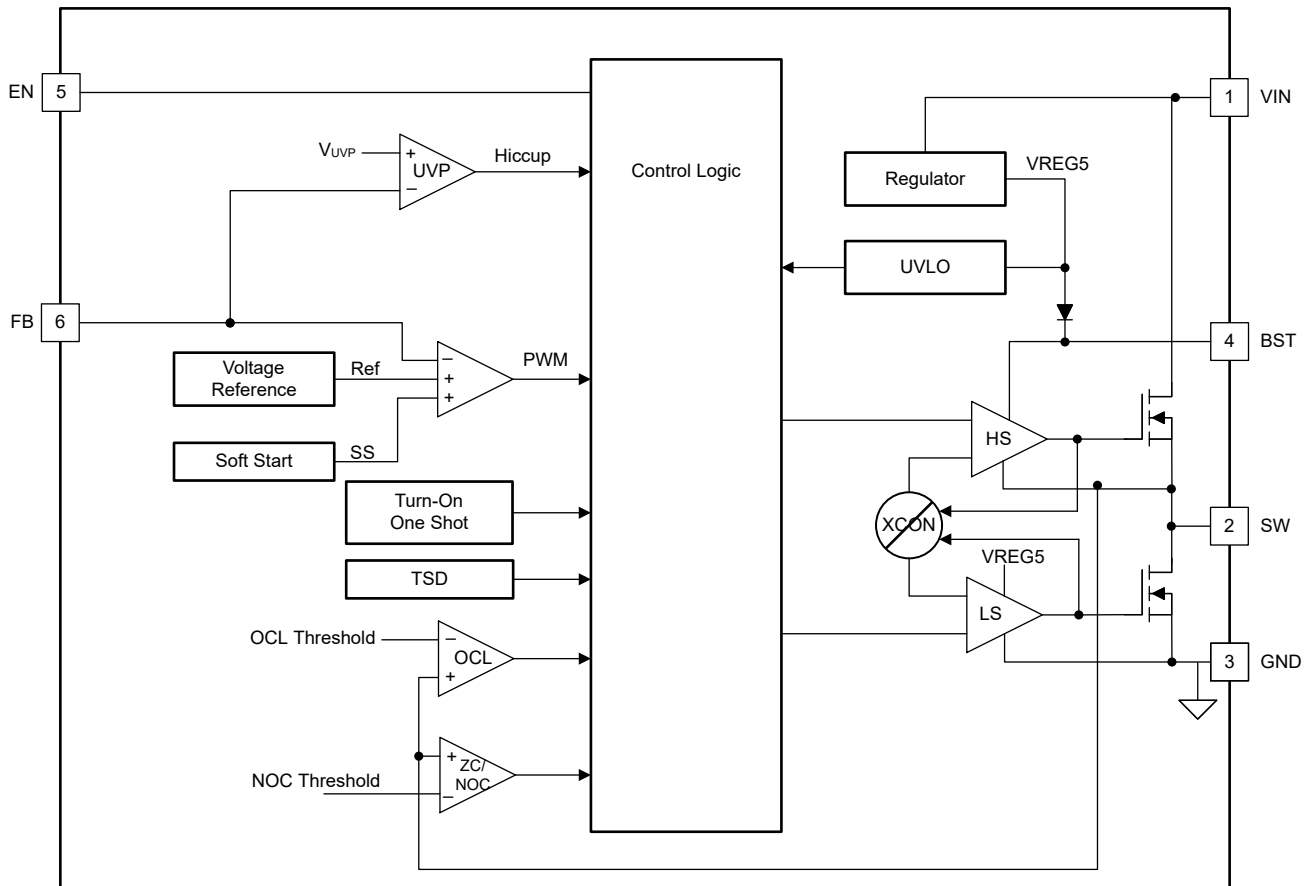 EN
5
1
VIN
VUVP
+
UVP
−
Hiccup
Control Logic
Regulator
VREG5
UVLO
FB
6
4
BST
Voltage
Reference
Ref
−
+
+
PWM
Soft Start
SS
HS
Turn-On
One Shot
XCON
2
SW
TSD
VREG5
LS
OCL Threshold
−
OCL
+
3
GND
NOC Threshold
+
ZC/
NOC
−